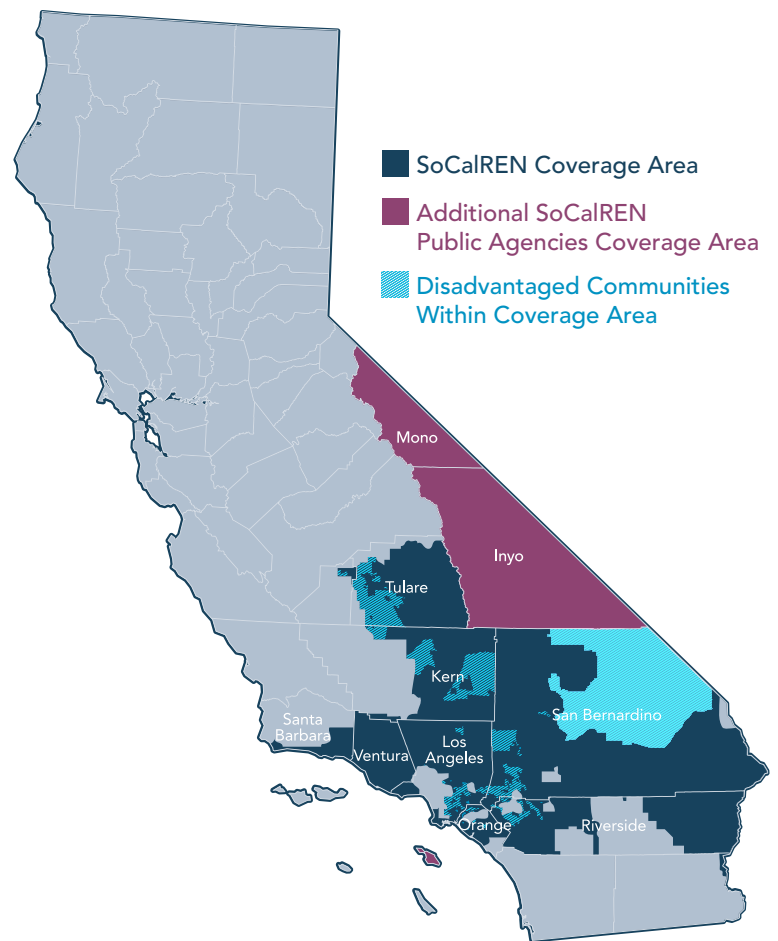 SoCalREN Coverage Area
Additional SoCalREN
Public Agencies Coverage Area
Disadvantaged Communities
Within Coverage Area
Mono
Inyo
Tulare
Kern
San Bernardino
Santa
Barbara
Ventura
Los
Angeles
Orange
Riverside